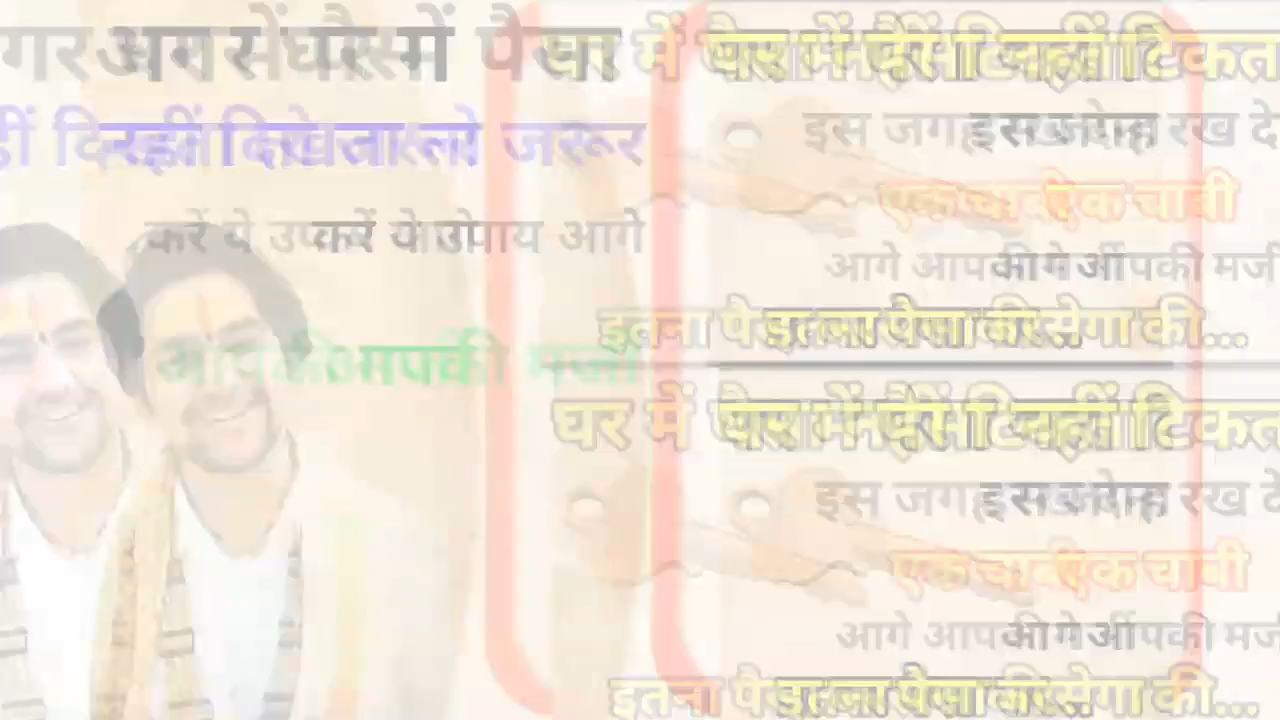 अगर घर में पैसा
नहीं दिखे जा तो जरूर
करें ये उपाय आगे
आपकी मर्जी
घर में पैसा नहीं टिकता
इस जगह रख दे
एक चाबी
आगे आपकी मर्जी
इतना पैसा बरसेगा की...
घर में पैसा नहीं टिकता
इस जगह रख दे
एक चाबी
आगे आपकी मर्जी
इतना पैसा बरसेगा की...